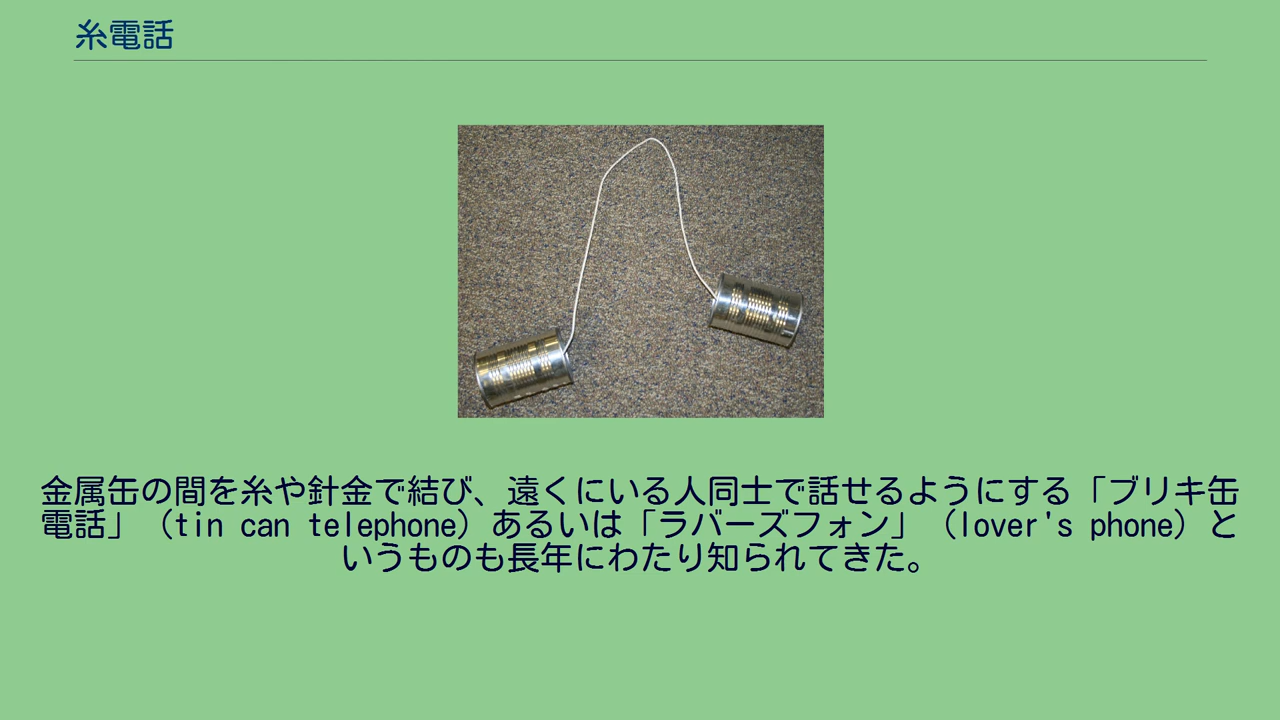 糸電話
金属缶の間を糸や針金で結び、遠くにいる人同士で話せるようにする「ブリキ缶
電話」（tin can telephone）あるいは「ラバーズフォン」（lover's phone）と
いうものも長年にわたり知られてきた。